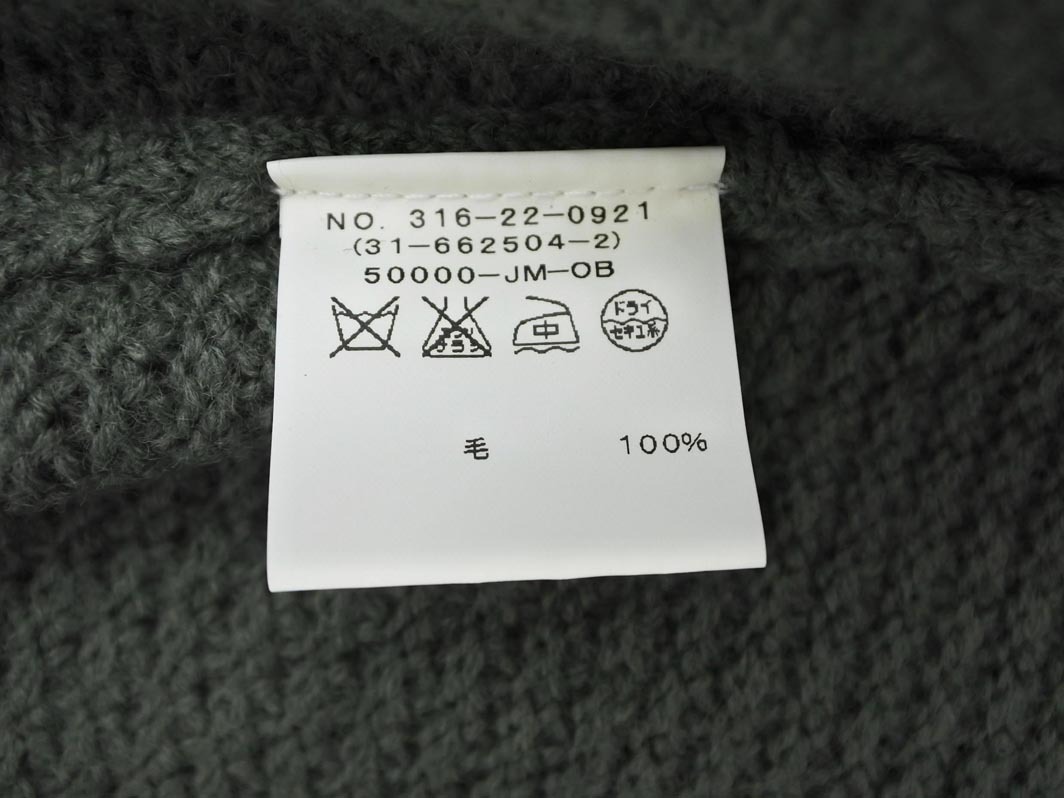 NO. 316-22-0921
(31-662504-2)
50000-JM-OB
中 ドライ
セキユ系
毛 100%